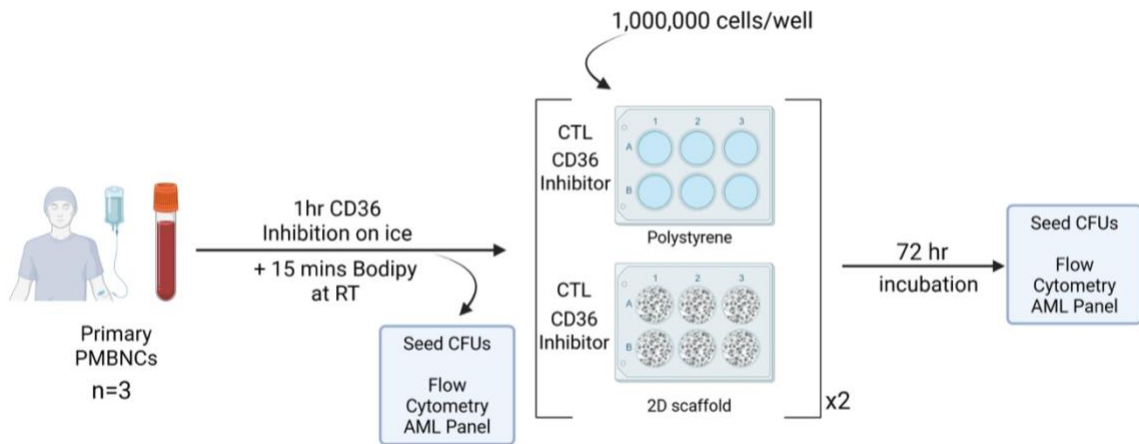 1,000,000 cells/well
Primary
PMBNCs
n=3
1hr CD36
Inhibition on ice
+ 15 mins Bodipy
at RT
Seed CFUs
Flow
Cytometry
AML Panel
CTL
CD36
Inhibitor
1 2 3
A
B
Polystyrene
CTL
CD36
Inhibitor
1 2 3
A
B
2D scaffold
x2
72 hr
incubation
Seed CFUs
Flow
Cytometry
AML Panel